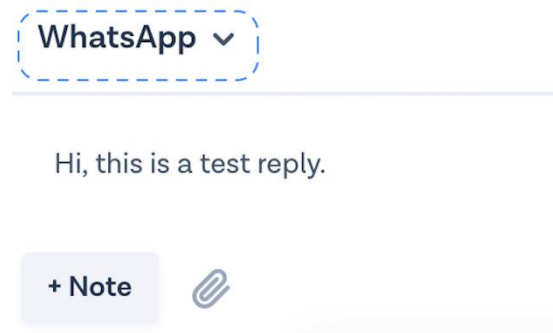 WhatsApp
Hi, this is a test reply.
+ Note